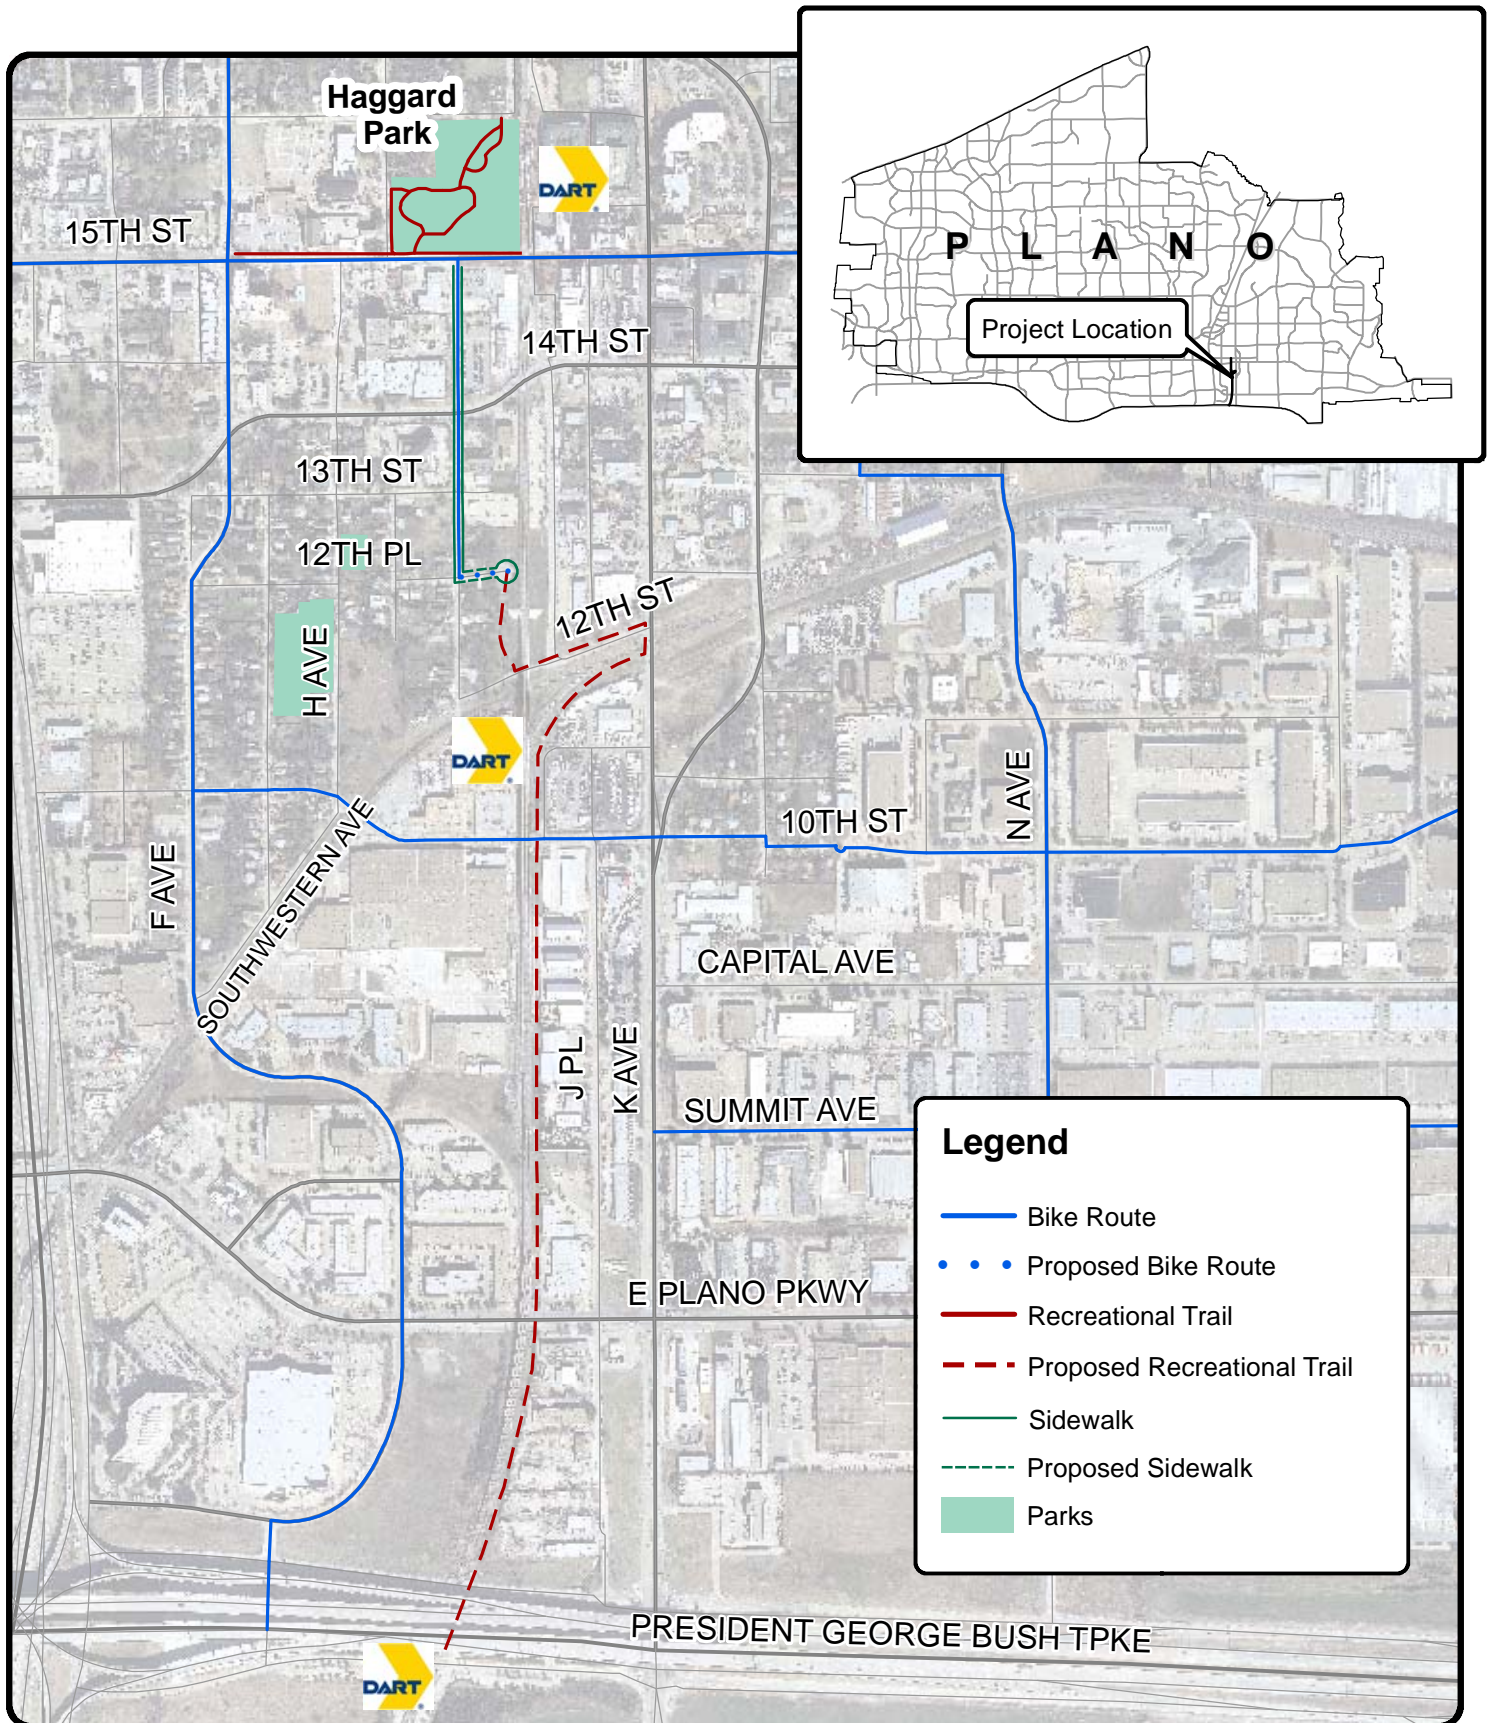 Haggard
Park
DART
15TH ST
14TH ST
P L A N O
Project Location
13TH ST
12TH PL
12TH ST
H AVE
DART
N AVE
10TH ST
F AVE
SOUTHWESTERN AVE
CAPITAL AVE
J PL
K AVE
SUMMIT AVE
Legend
Bike Route
Proposed Bike Route
Recreational Trail
Proposed Recreational Trail
Sidewalk
Proposed Sidewalk
Parks
E PLANO PKWY
PRESIDENT GEORGE BUSH TPKE
DART